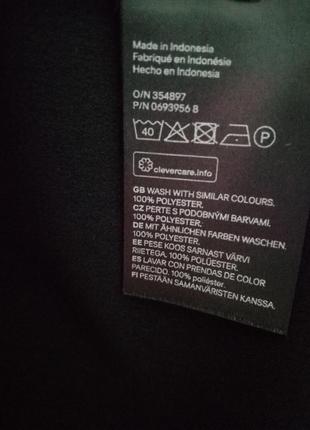 Made in Indonesia
Fabriqué en Indonésie
Hecho en Indonesia
O/N 354897
P/N 0693956 8
40 P
clevercare.info
GB WASH WITH SIMILAR COLOURS.
100% POLYESTER.
CZ PERTE S PODOBNÝMI BARVAMI.
100% POLYESTER.
DE MIT ÄHNLICHEN FARBEN WASCHEN.
100% POLYESTER.
EE PESE KOOS SARNAST VÄRVI
RIIETEGA. 100% POLÜESTER.
ES LAVAR CON PRENDAS DE COLOR
PARECIDO. 100% poliéster.
FI PESTÄÄN SAMANVÄRISTEN KANSSA.